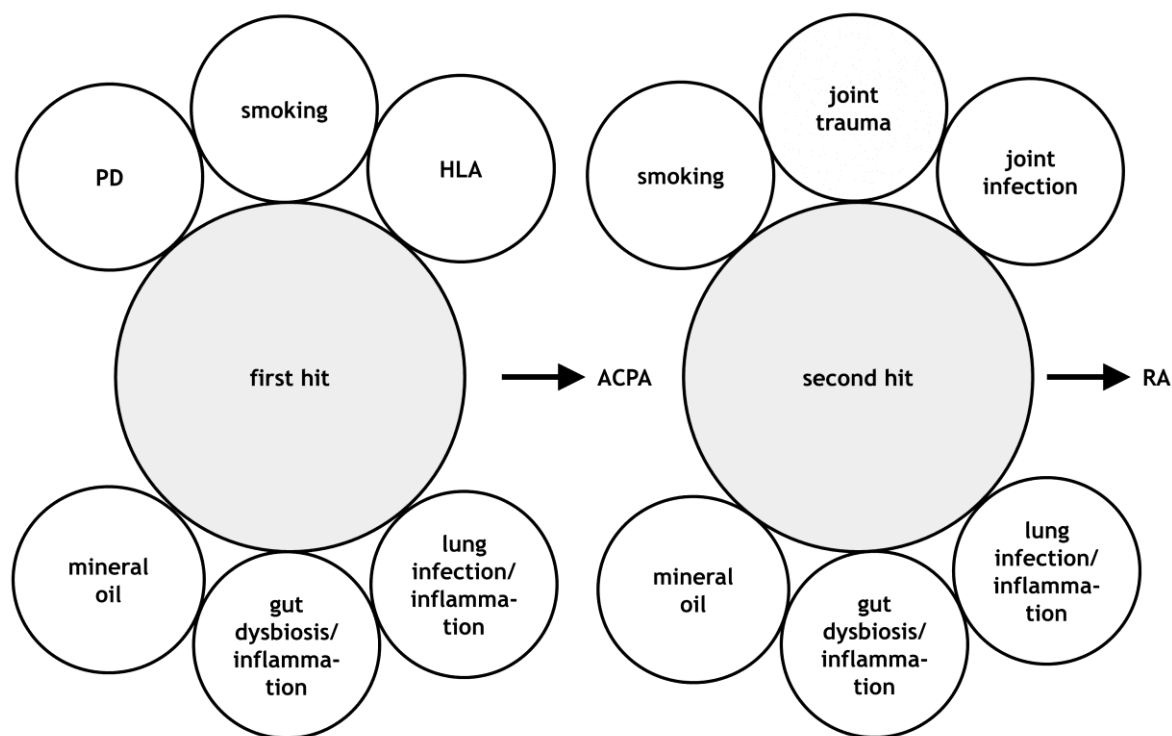 smoking
PD
HLA
first hit
mineral
oil
gut
dysbiosis/
inflamma-
tion
lung
infection/
inflamma-
tion
ACPA
joint
trauma
smoking
joint
infection
second hit
mineral
oil
gut
dysbiosis/
inflamma-
tion
lung
infection/
inflamma-
tion
RA